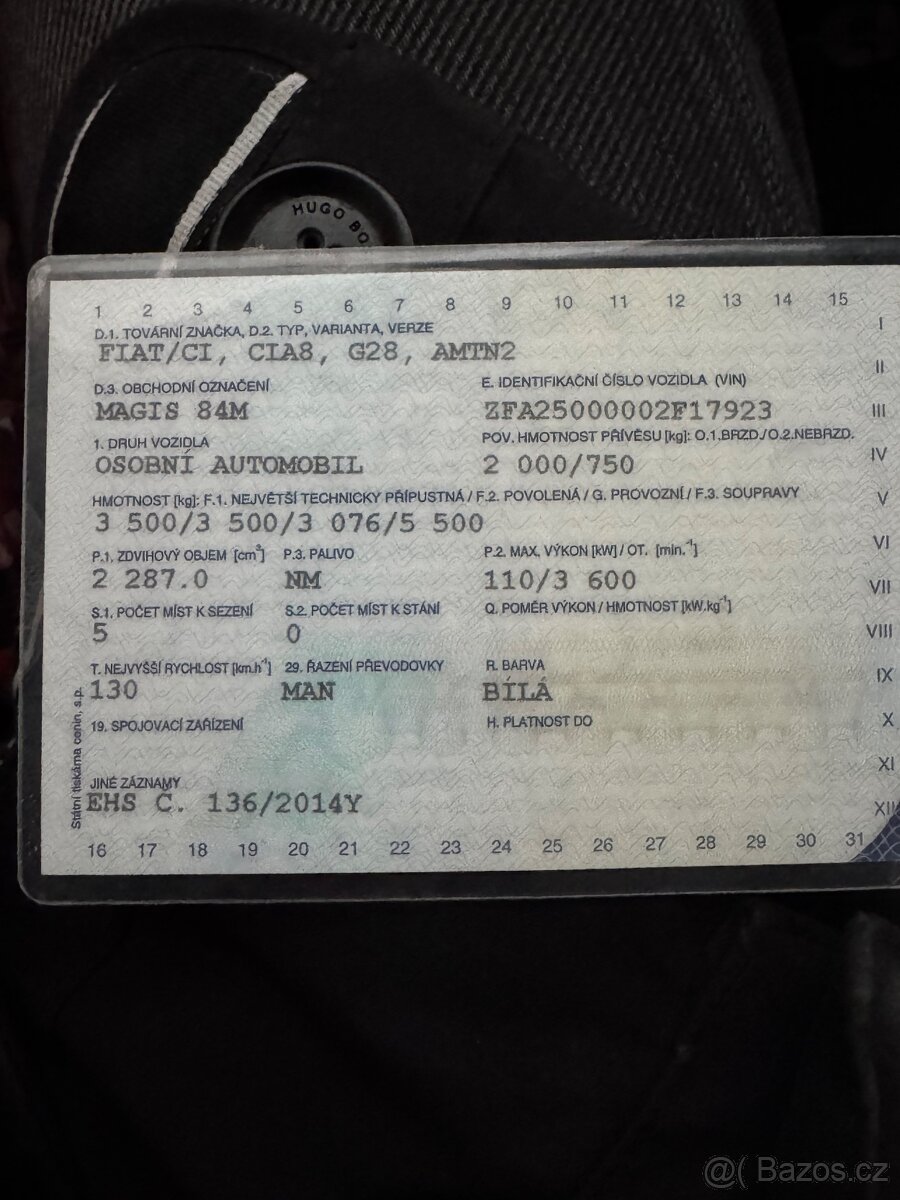 HUGO BO
1 2 3 4 5 6 7 8 9 10 11 12 13 14 15
D.1. TOVÁRNÍ ZNAČKA, D.2. TYP, VARIANTA, VERZE
FIAT/CI, CIA8, G28, AMTN2
I
II
D.3. OBCHODNÍ OZNAČENÍ E. IDENTIFIKAČNÍ ČÍSLO VOZIDLA (VIN)
MAGIS 84M ZFA25000002F17923 III
1. DRUH VOZIDLA POV. HMOTNOST PŘÍVĚSU [kg]: O.1.BRZD./O.2.NEBRZD.
OSOBNÍ AUTOMOBIL 2 000/750 IV
HMOTNOST [kg]: F.1. NEJVĚTŠÍ TECHNICKY PŘÍPUSTNÁ / F.2. POVOLENÁ / G. PROVOZNÍ / F.3. SOUPRAVY V
3 500/3 500/3 076/5 500
P.1. ZDVIHOVÝ OBJEM [cm³] P.3. PALIVO P.2. MAX. VÝKON [kW] / OT. [min.⁻¹] VI
2 287.0 NM 110/3 600 VII
S.1. POČET MÍST K SEZENÍ S.2. POČET MÍST K STÁNÍ Q. POMĚR VÝKON / HMOTNOST [kW.kg⁻¹]
5 0 VIII
T. NEJVYŠŠÍ RYCHLOST [km.h⁻¹] 29. ŘAZENÍ PŘEVODOVKY R. BARVA IX
130 MAN BÍLÁ
19. SPOJOVACÍ ZAŘÍZENÍ H. PLATNOST DO X
XI
JINÉ ZÁZNAMY
EHS Č. 136/2014Y XII
16 17 18 19 20 21 22 23 24 25 26 27 28 29 30 31
Státní tiskárna cenin, s.p.
@( Bazos.cz